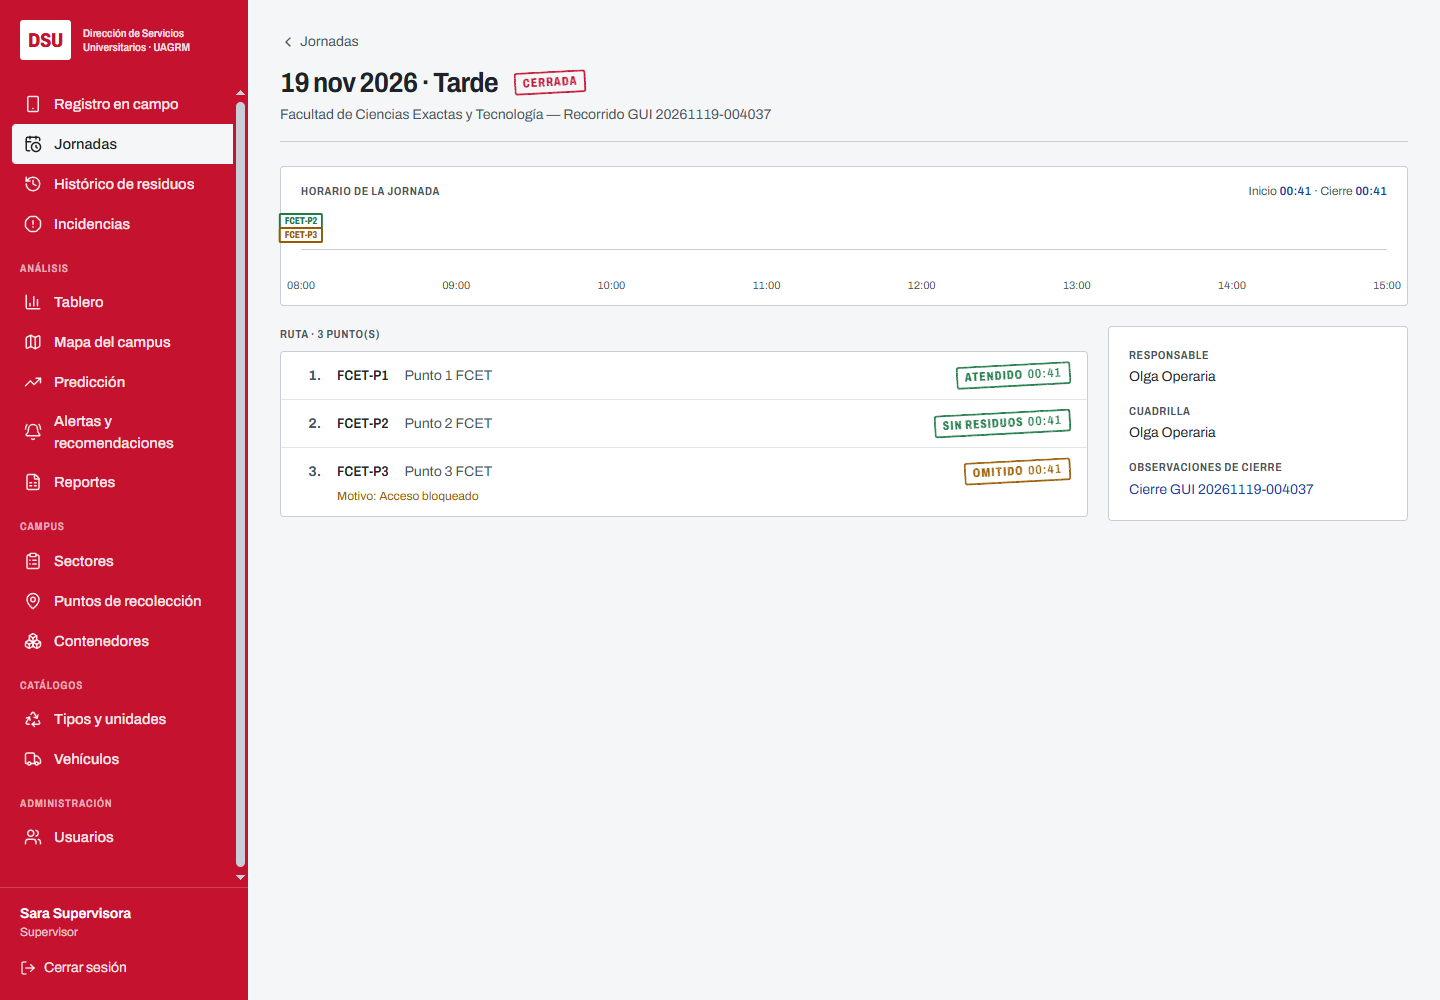 DSU
Dirección de Servicios
Universitarios · UAGRM
Registro en campo
Jornadas
Histórico de residuos
Incidencias
ANÁLISIS
Tablero
Mapa del campus
Predicción
Alertas y
recomendaciones
Reportes
CAMPUS
Sectores
Puntos de recolección
Contenedores
CATÁLOGOS
Tipos y unidades
Vehículos
ADMINISTRACIÓN
Usuarios
Sara Supervisora
Supervisor
Cerrar sesión
Jornadas
19 nov 2026 · Tarde CERRADA
Facultad de Ciencias Exactas y Tecnología — Recorrido GUI 20261119-004037
HORARIO DE LA JORNADA Inicio 00:41 · Cierre 00:41
FCET-P2
FCET-P3
08:00 09:00 10:00 11:00 12:00 13:00 14:00 15:00
RUTA · 3 PUNTO(S)
1. FCET-P1 Punto 1 FCET ATENDIDO 00:41
2. FCET-P2 Punto 2 FCET SIN RESIDUOS 00:41
3. FCET-P3 Punto 3 FCET OMITIDO 00:41
Motivo: Acceso bloqueado
RESPONSABLE
Olga Operaria
CUADRILLA
Olga Operaria
OBSERVACIONES DE CIERRE
Cierre GUI 20261119-004037